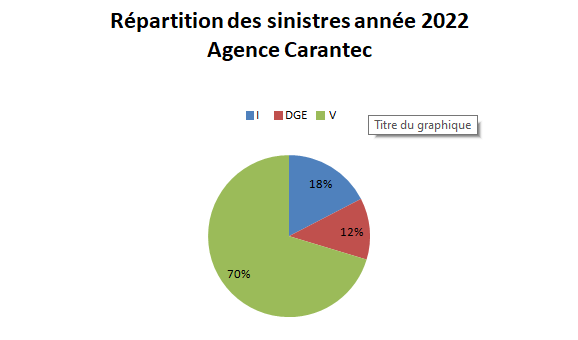 Répartition des sinistres année 2022
Agence Carantec
I DGE V
Titre du graphique
18%
12%
70%